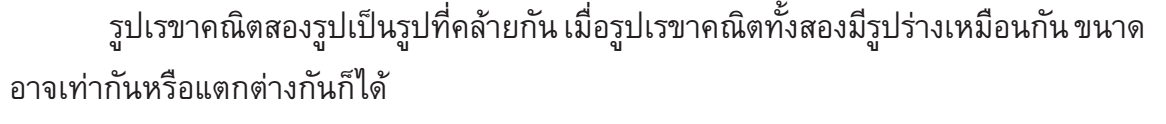 รูปเรขาคณิตสองรูปเป็นรูปที่คล้ายกัน เมื่อรูปเรขาคณิตทั้งสองมีรูปร่างเหมือนกัน ขนาด
อาจเท่ากันหรือแตกต่างกันก็ได้